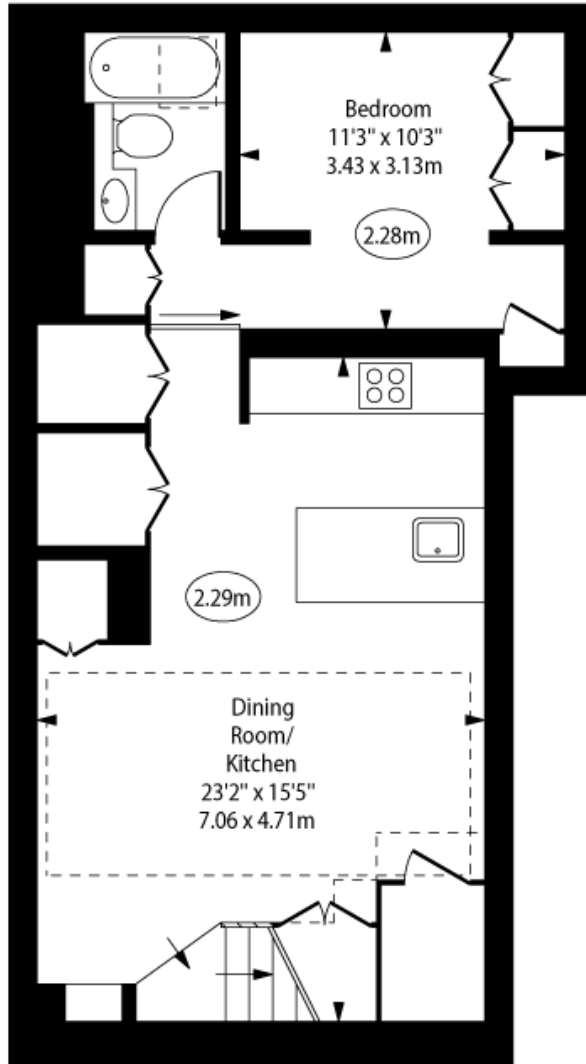 Bedroom
11'3" x 10'3"
3.43 x 3.13m
2.28m
2.29m
Dining
Room/
Kitchen
23'2" x 15'5"
7.06 x 4.71m